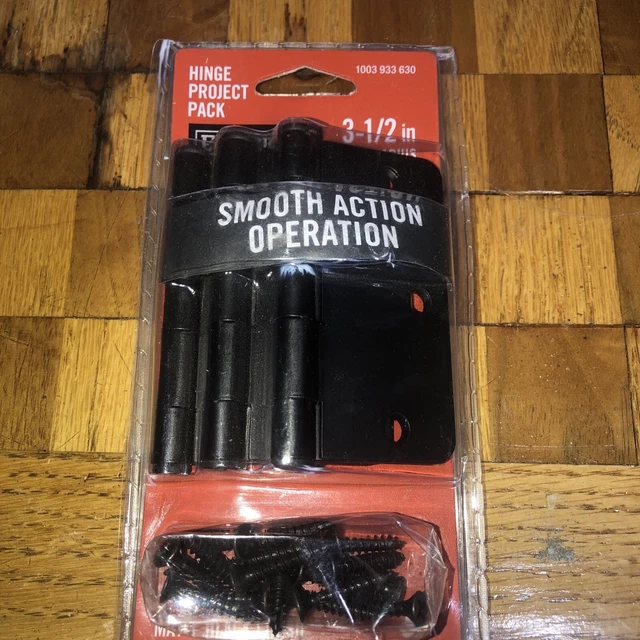 HINGE
PROJECT
PACK
1003 933 630
3-1/2 in
SMOOTH ACTION
OPERATION